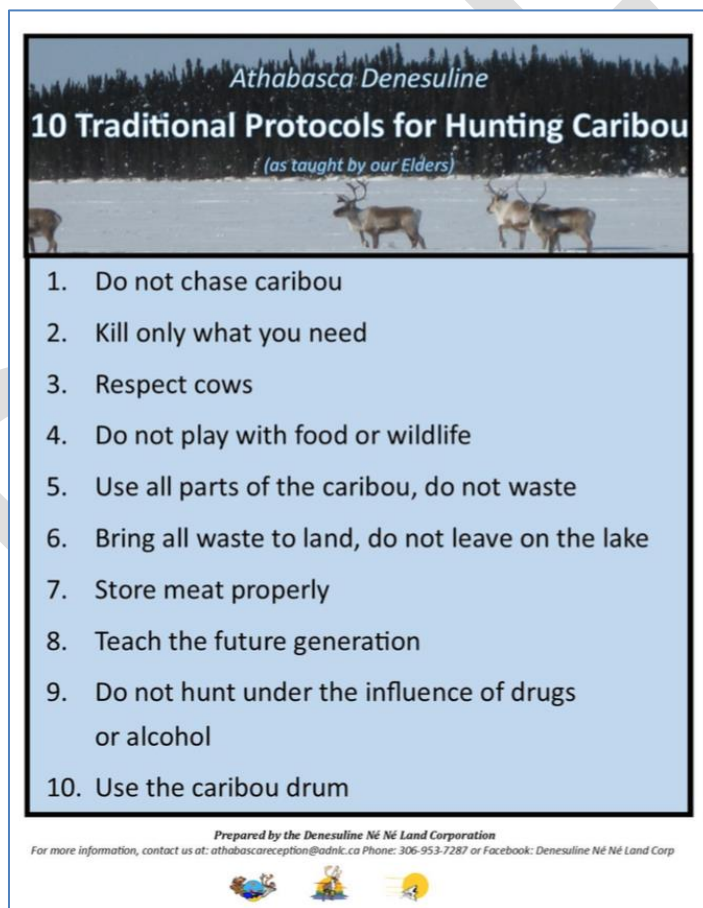 Athabasca Denesuline
10 Traditional Protocols for Hunting Caribou
(as taught by our Elders)
1. Do not chase caribou
2. Kill only what you need
3. Respect cows
4. Do not play with food or wildlife
5. Use all parts of the caribou, do not waste
6. Bring all waste to land, do not leave on the lake
7. Store meat properly
8. Teach the future generation
9. Do not hunt under the influence of drugs
or alcohol
10. Use the caribou drum
Prepared by the Denesuline Né Né Land Corporation
For more information, contact us at: athabascareception@adnlc.ca Phone: 306-953-7287 or Facebook: Denesuline Né Né Land Corp